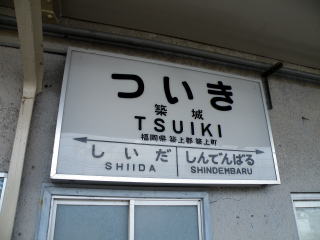 ついき
築城
TSUIKI
福岡県 築上郡 築上町
しいだ しんでんばる
SHIIDA SHINDEMBARU